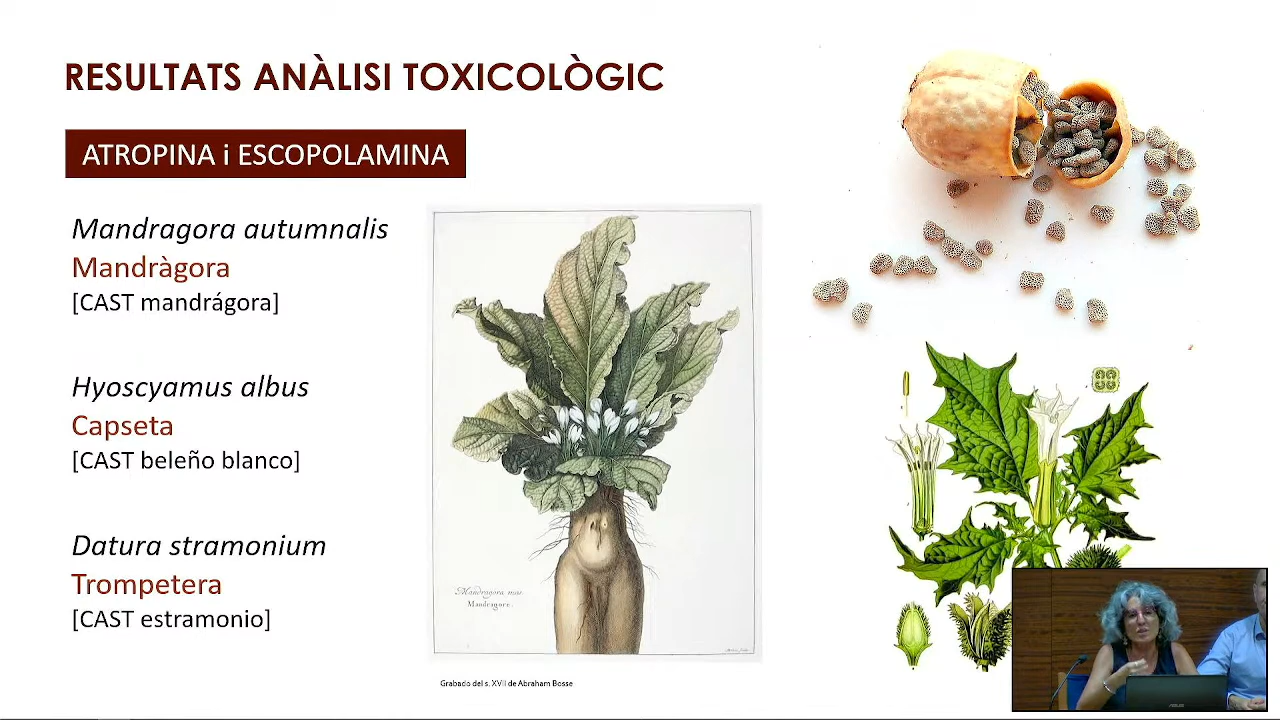 RESULTATS ANÀLISI TOXICOLÒGIC
ATROPINA i ESCOPOLAMINA
Mandragora autumnalis
Mandràgora
[CAST mandrágora]
Hyoscyamus albus
Capseta
[CAST beleño blanco]
Datura stramonium
Trompetera
[CAST estramonio]
Mandragora mas.
Mandragore.
Grabado del s. XVII de Abraham Bosse
ASUS